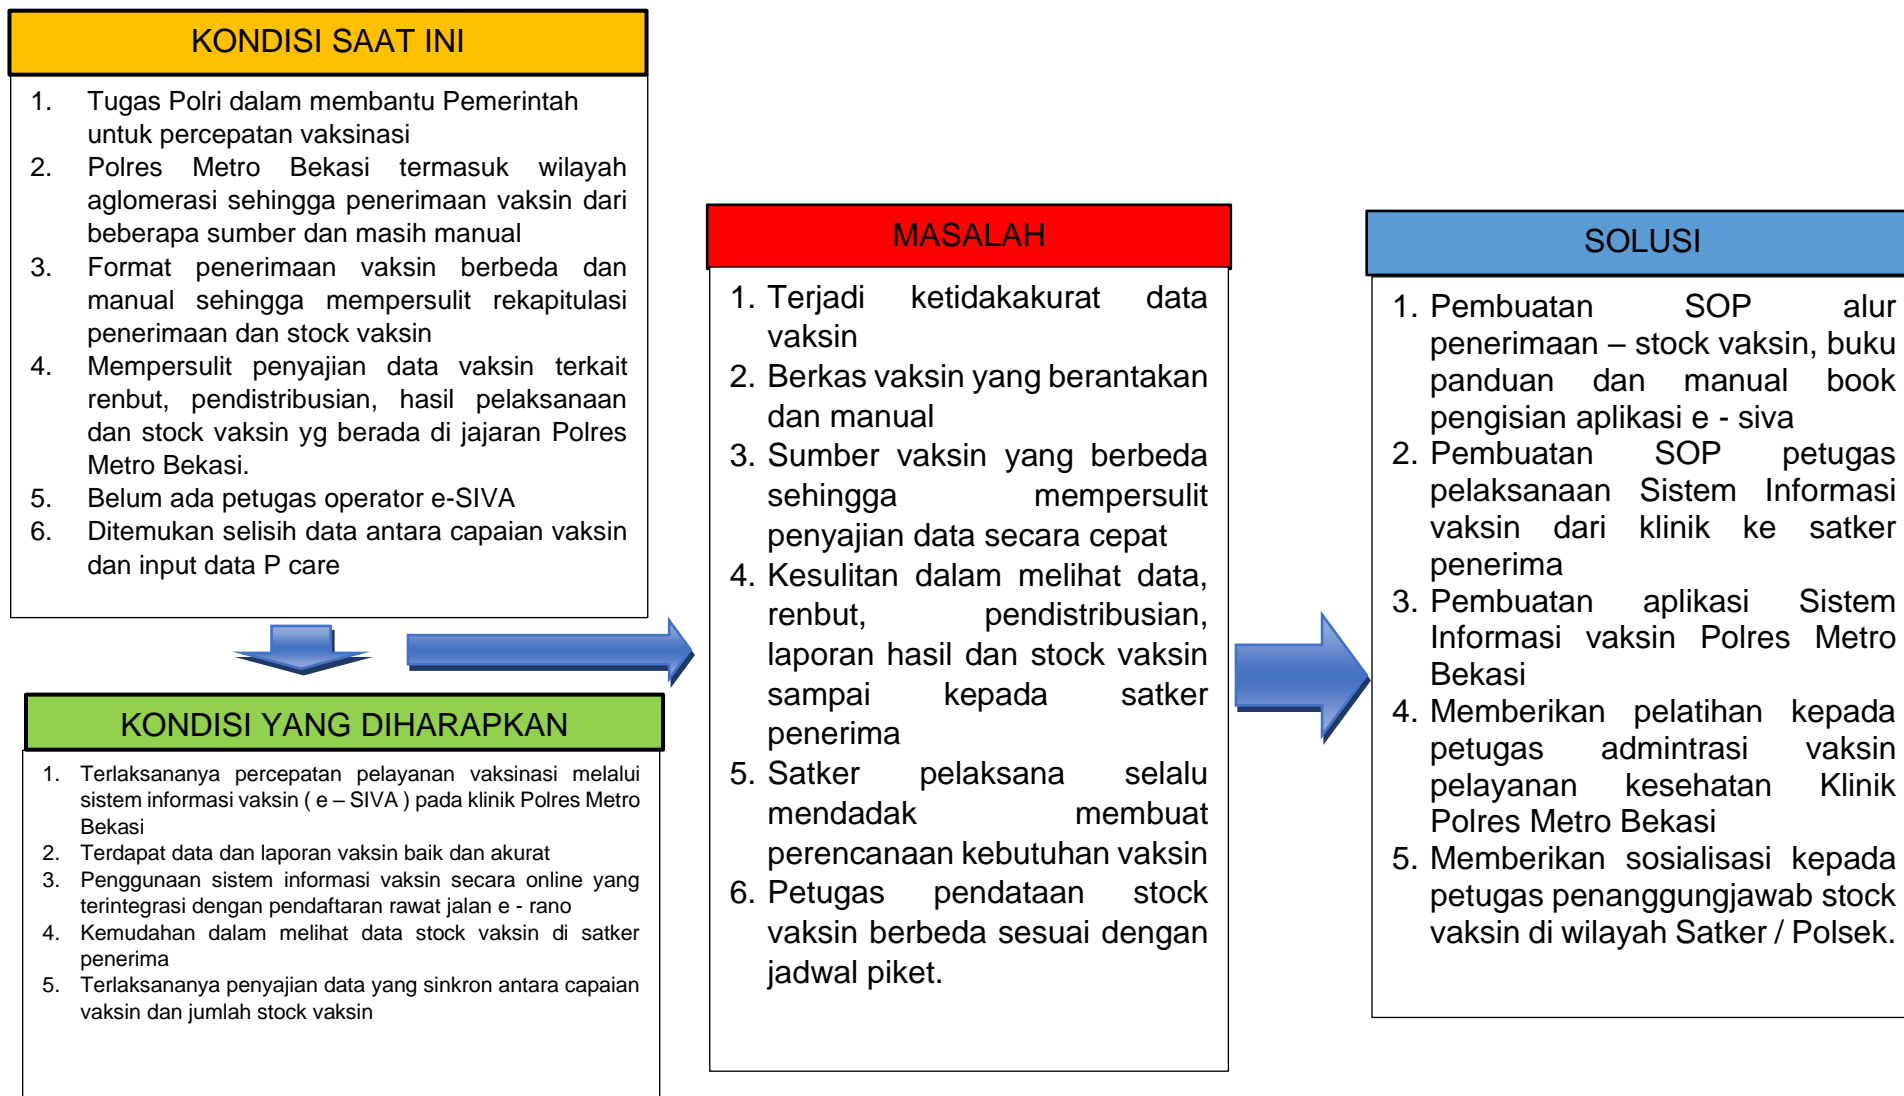 KONDISI SAAT INI
1. Tugas Polri dalam membantu Pemerintah
untuk percepatan vaksinasi
2. Polres Metro Bekasi termasuk wilayah
aglomerasi sehingga penerimaan vaksin dari
beberapa sumber dan masih manual
3. Format penerimaan vaksin berbeda dan
manual sehingga mempersulit rekapitulasi
penerimaan dan stock vaksin
4. Mempersulit penyajian data vaksin terkait
renbut, pendistribusian, hasil pelaksanaan
dan stock vaksin yg berada di jajaran Polres
Metro Bekasi.
5. Belum ada petugas operator e-SIVA
6. Ditemukan selisih data antara capaian vaksin
dan input data P care
KONDISI YANG DIHARAPKAN
1. Terlaksananya percepatan pelayanan vaksinasi melalui
sistem informasi vaksin ( e – SIVA ) pada klinik Polres Metro
Bekasi
2. Terdapat data dan laporan vaksin baik dan akurat
3. Penggunaan sistem informasi vaksin secara online yang
terintegrasi dengan pendaftaran rawat jalan e - rano
4. Kemudahan dalam melihat data stock vaksin di satker
penerima
5. Terlaksananya penyajian data yang sinkron antara capaian
vaksin dan jumlah stock vaksin
MASALAH
1. Terjadi ketidakakurat data
vaksin
2. Berkas vaksin yang berantakan
dan manual
3. Sumber vaksin yang berbeda
sehingga mempersulit
penyajian data secara cepat
4. Kesulitan dalam melihat data,
renbut, pendistribusian,
laporan hasil dan stock vaksin
sampai kepada satker
penerima
5. Satker pelaksana selalu
mendadak membuat
perencanaan kebutuhan vaksin
6. Petugas pendataan stock
vaksin berbeda sesuai dengan
jadwal piket.
SOLUSI
1. Pembuatan SOP alur
penerimaan – stock vaksin, buku
panduan dan manual book
pengisian aplikasi e - siva
2. Pembuatan SOP petugas
pelaksanaan Sistem Informasi
vaksin dari klinik ke satker
penerima
3. Pembuatan aplikasi Sistem
Informasi vaksin Polres Metro
Bekasi
4. Memberikan pelatihan kepada
petugas admintrasi vaksin
pelayanan kesehatan Klinik
Polres Metro Bekasi
5. Memberikan sosialisasi kepada
petugas penanggungjawab stock
vaksin di wilayah Satker / Polsek.